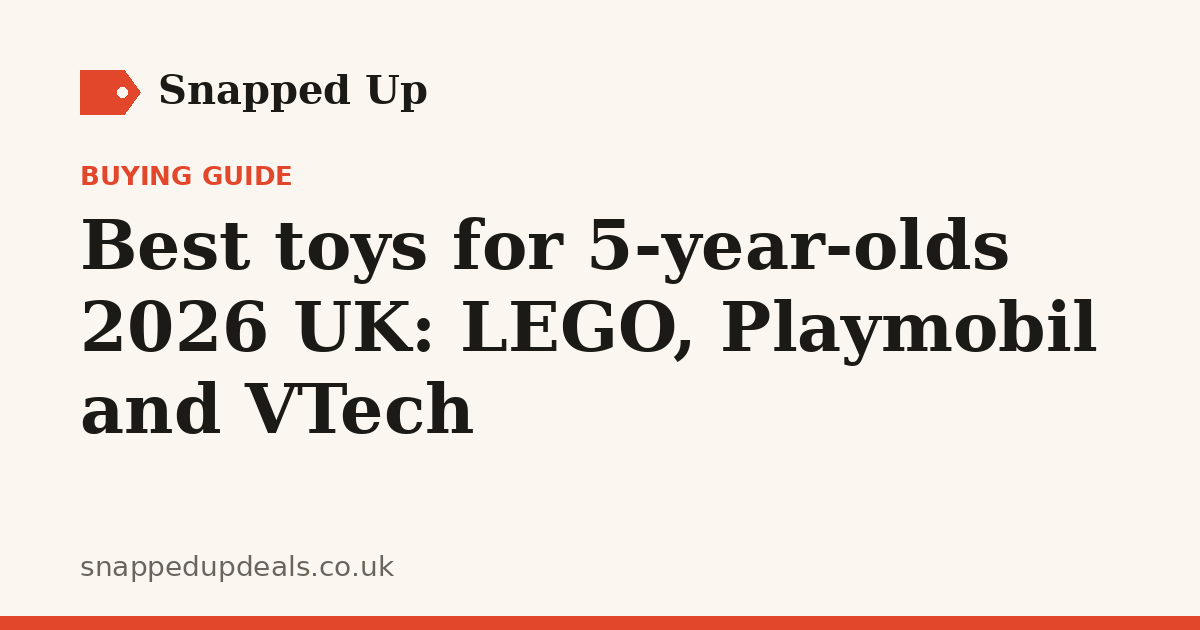 Snapped Up
BUYING GUIDE
Best toys for 5-year-olds
2026 UK: LEGO, Playmobil
and VTech
snappedupdeals.co.uk